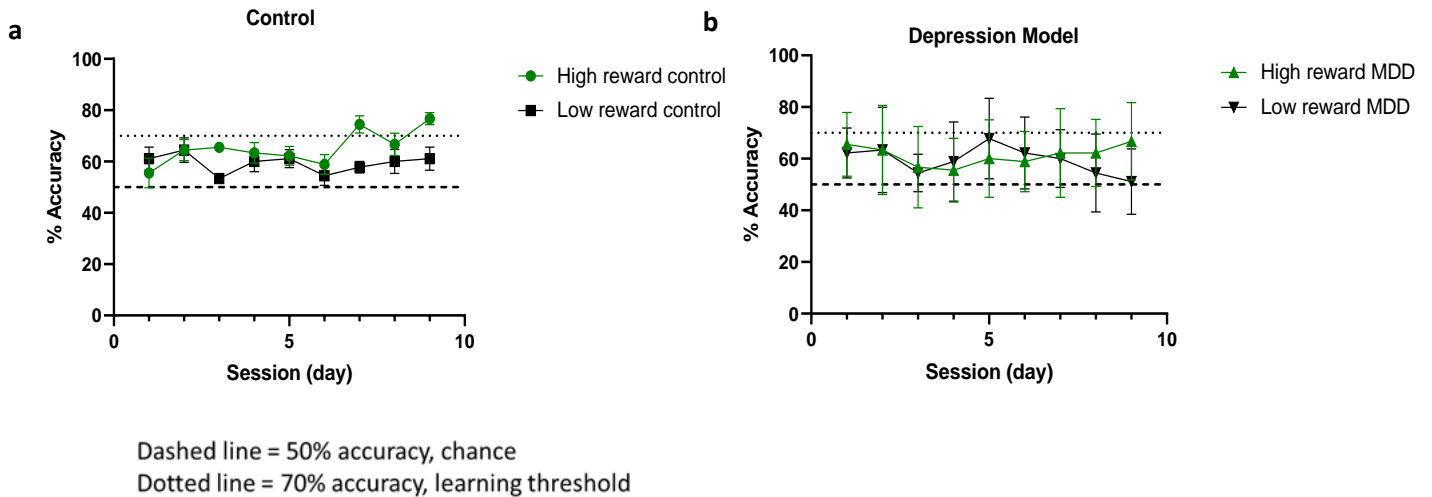 a
Control
100
80
60
40
20
0
0
5
10
% Accuracy
Session (day)
High reward control
Low reward control
b
Depression Model
100
80
60
40
20
0
0
5
10
% Accuracy
Session (day)
High reward MDD
Low reward MDD
Dashed line = 50% accuracy, chance
Dotted line = 70% accuracy, learning threshold